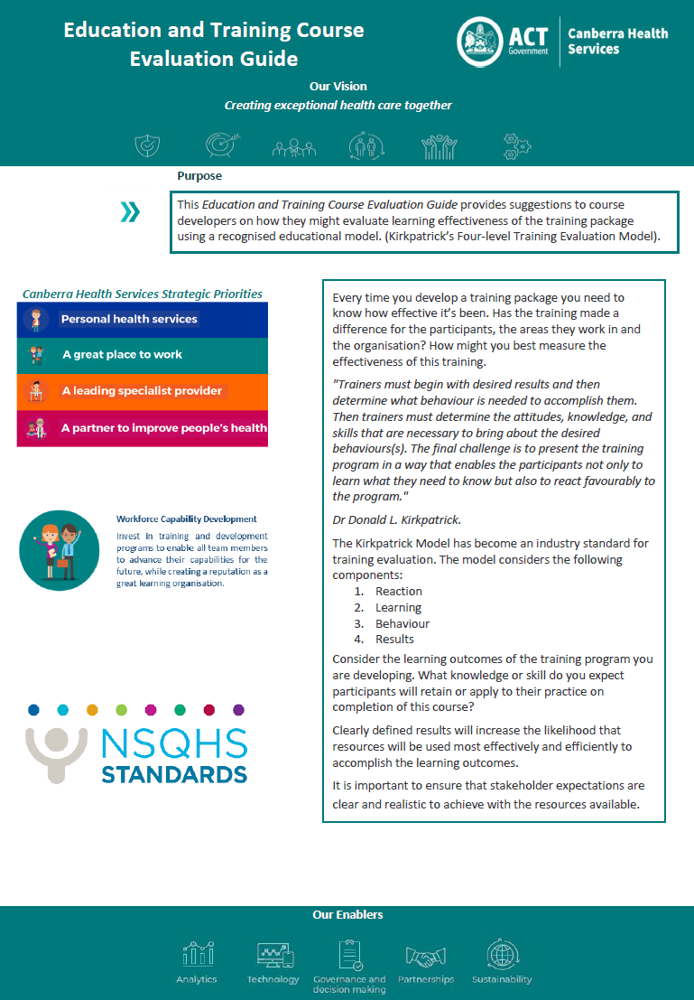 Education and Training Course
Evaluation Guide
ACT
Government
Canberra Health
Services
Our Vision
Creating exceptional health care together
Purpose
This Education and Training Course Evaluation Guide provides suggestions to course
developers on how they might evaluate learning effectiveness of the training package
using a recognised educational model. (Kirkpatrick's Four-level Training Evaluation Model).
Canberra Health Services Strategic Priorities
Personal health services
A great place to work
A leading specialist provider
A partner to improve people's health
Workforce Capability Development
Invest in training and development
programs to enable all team members
to advance their capabilities for the
future, while creating a reputation as a
great learning organisation.
NSQHS
STANDARDS
Every time you develop a training package you need to
know how effective it's been. Has the training made a
difference for the participants, the areas they work in and
the organisation? How might you best measure the
effectiveness of this training.
"Trainers must begin with desired results and then
determine what behaviour is needed to accomplish them.
Then trainers must determine the attitudes, knowledge, and
skills that are necessary to bring about the desired
behaviours(s). The final challenge is to present the training
program in a way that enables the participants not only to
learn what they need to know but also to react favourably to
the program."
Dr Donald L. Kirkpatrick.
The Kirkpatrick Model has become an industry standard for
training evaluation. The model considers the following
components:
1. Reaction
2. Learning
3. Behaviour
4. Results
Consider the learning outcomes of the training program you
are developing. What knowledge or skill do you expect
participants will retain or apply to their practice on
completion of this course?
Clearly defined results will increase the likelihood that
resources will be used most effectively and efficiently to
accomplish the learning outcomes.
It is important to ensure that stakeholder expectations are
clear and realistic to achieve with the resources available.
Our Enablers
Analytics
Technology
Governance and
decision making
Partnerships
Sustainability